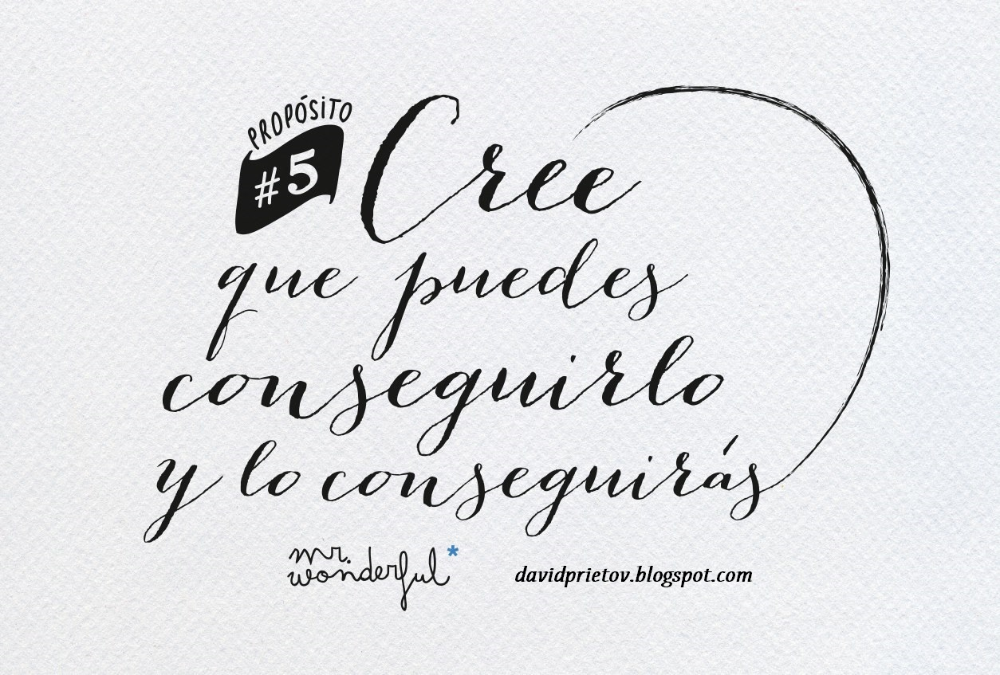 PROPÓSITO
#5
Cree
que puedes
conseguirlo
y lo conseguirás
mr.
wonderful*
davidprietov.blogspot.com